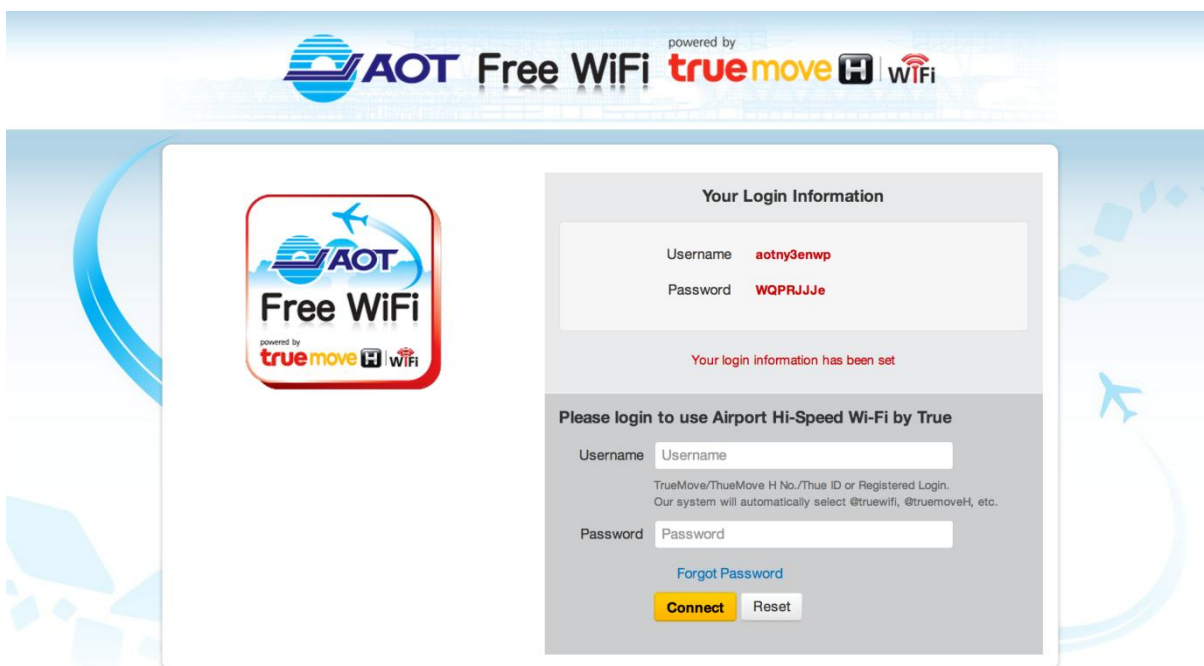 AOT Free WiFi powered by truemove H WiFi
AOT
Free WiFi
powered by
truemove H WiFi
Your Login Information
Username aotny3enwp
Password WQPRJJJe
Your login information has been set
Please login to use Airport Hi-Speed Wi-Fi by True
Username Username
TrueMove/ThueMove H No./Thue ID or Registered Login.
Our system will automatically select @truewifi, @truemoveH, etc.
Password Password
Forgot Password
Connect Reset